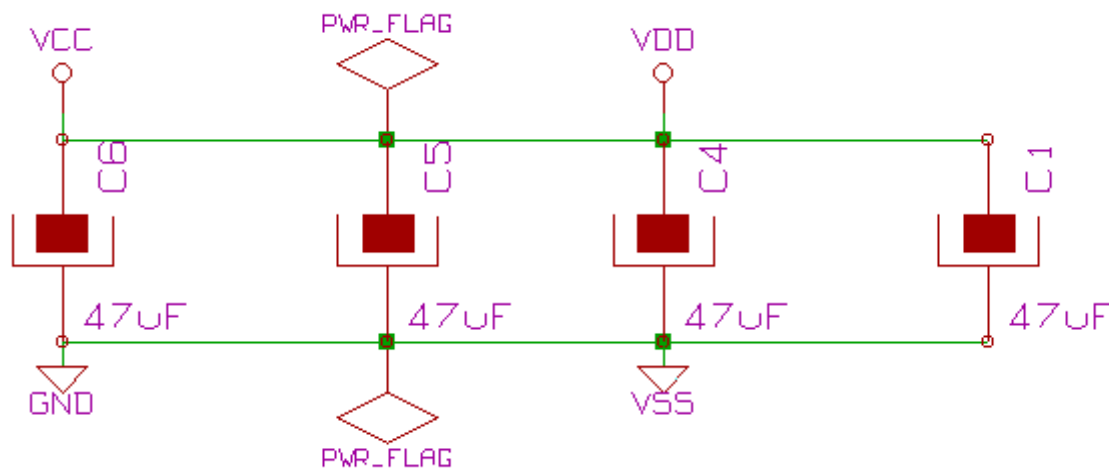 PWR_FLAG
VCC
VDD
C6
C5
C4
C1
47uF
47uF
47uF
47uF
GND
VSS
PWR_FLAG